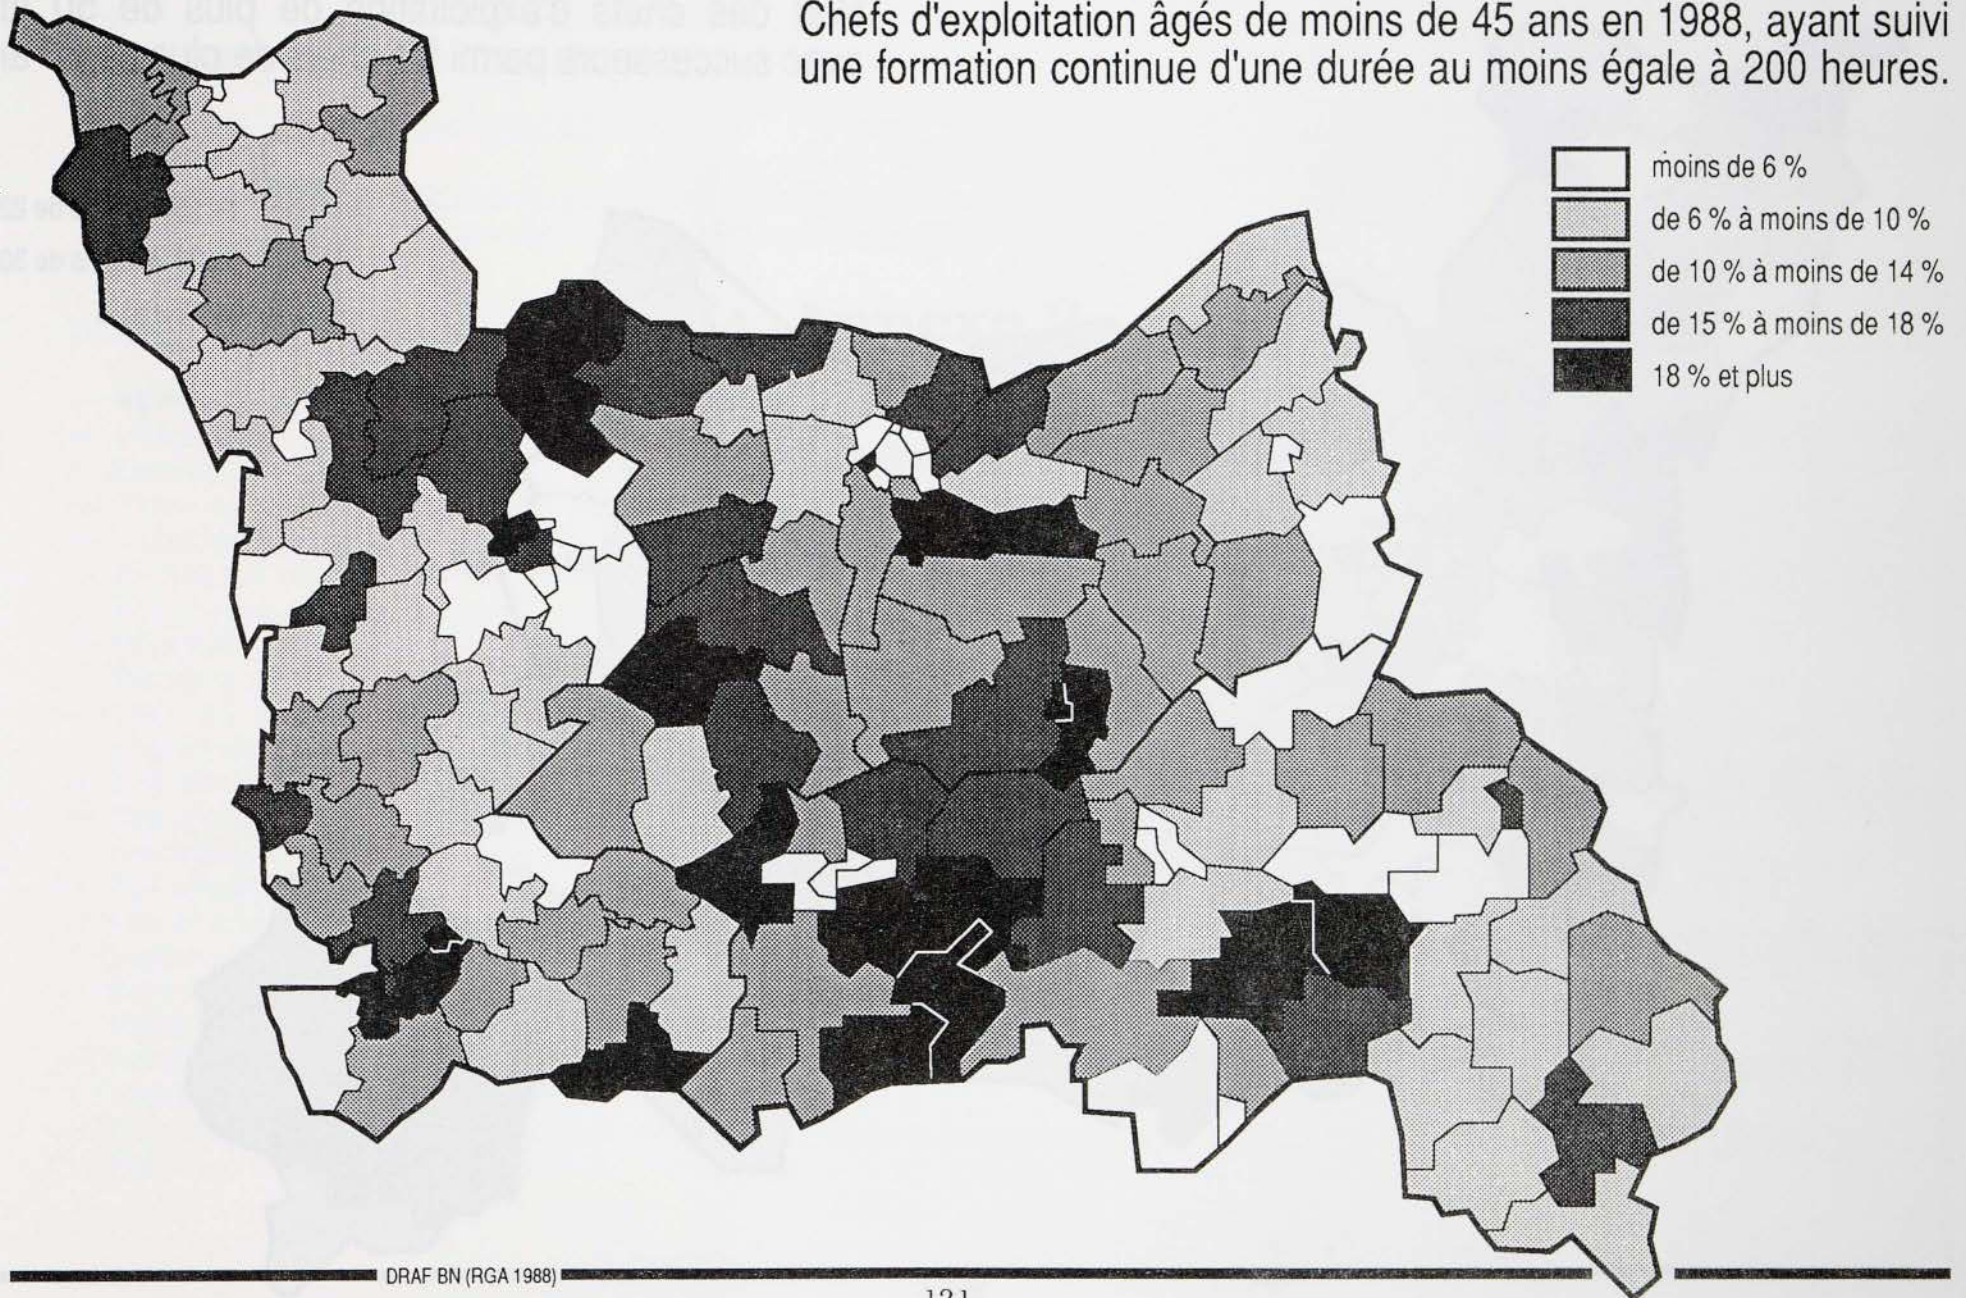 Chefs d'exploitation âgés de moins de 45 ans en 1988, ayant suivi
une formation continue d'une durée au moins égale à 200 heures.
moins de 6 %
de 6 % à moins de 10 %
de 10 % à moins de 14 %
de 15 % à moins de 18 %
18 % et plus
DRAF BN (RGA 1988)